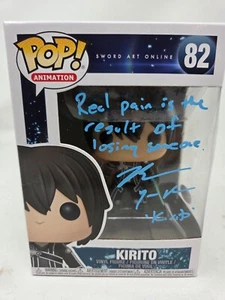 POP!
ANIMATION
SWORD ART ONLINE
82
Real pain is the
result of
losing someone.
KIRITO